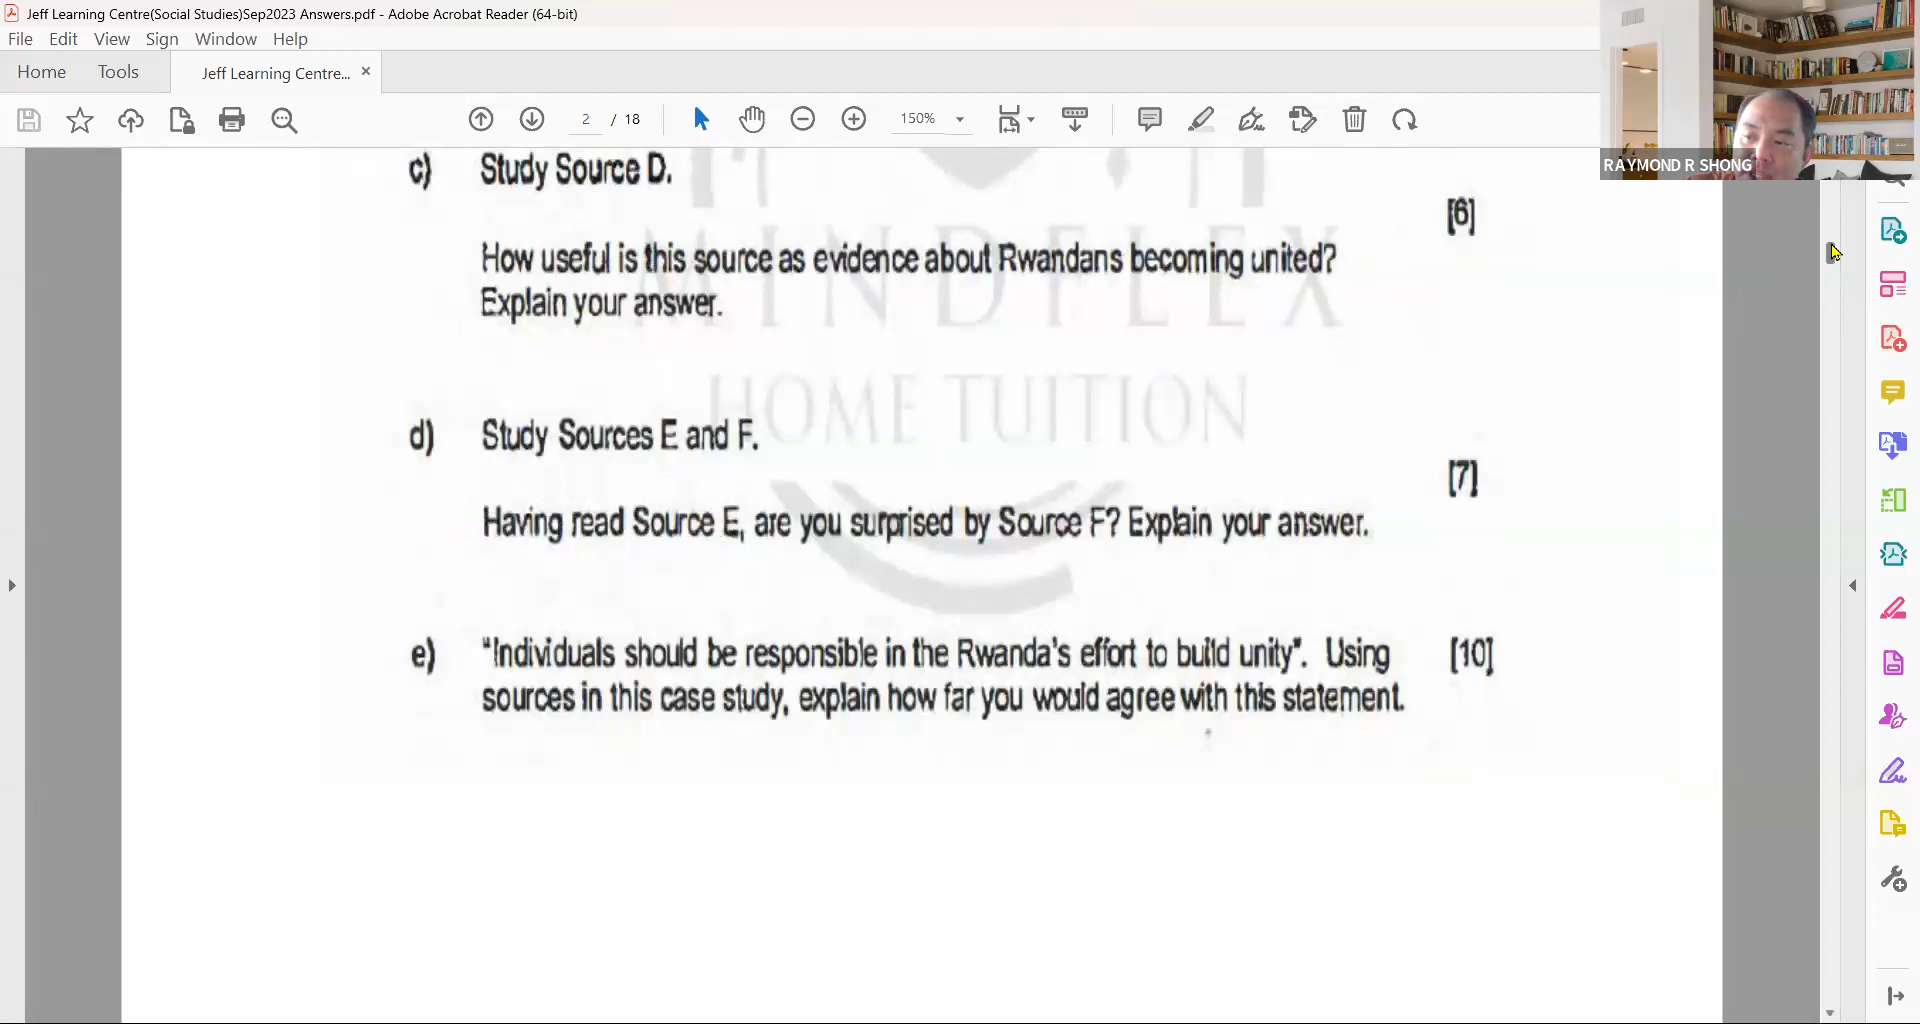 Jeff Learning Centre(Social Studies)Sep2023 Answers.pdf - Adobe Acrobat Reader (64-bit)
File Edit View Sign Window Help
Home Tools Jeff Learning Centre... ×
2 / 18 150%
RAYMOND R SHONG
c) Study Source D.
[6]
How useful is this source as evidence about Rwandans becoming united?
Explain your answer.
MINDFLEX
HOME TUITION
d) Study Sources E and F.
[7]
Having read Source E, are you surprised by Source F? Explain your answer.
e) "Individuals should be responsible in the Rwanda's effort to build unity". Using [10]
sources in this case study, explain how far you would agree with this statement.